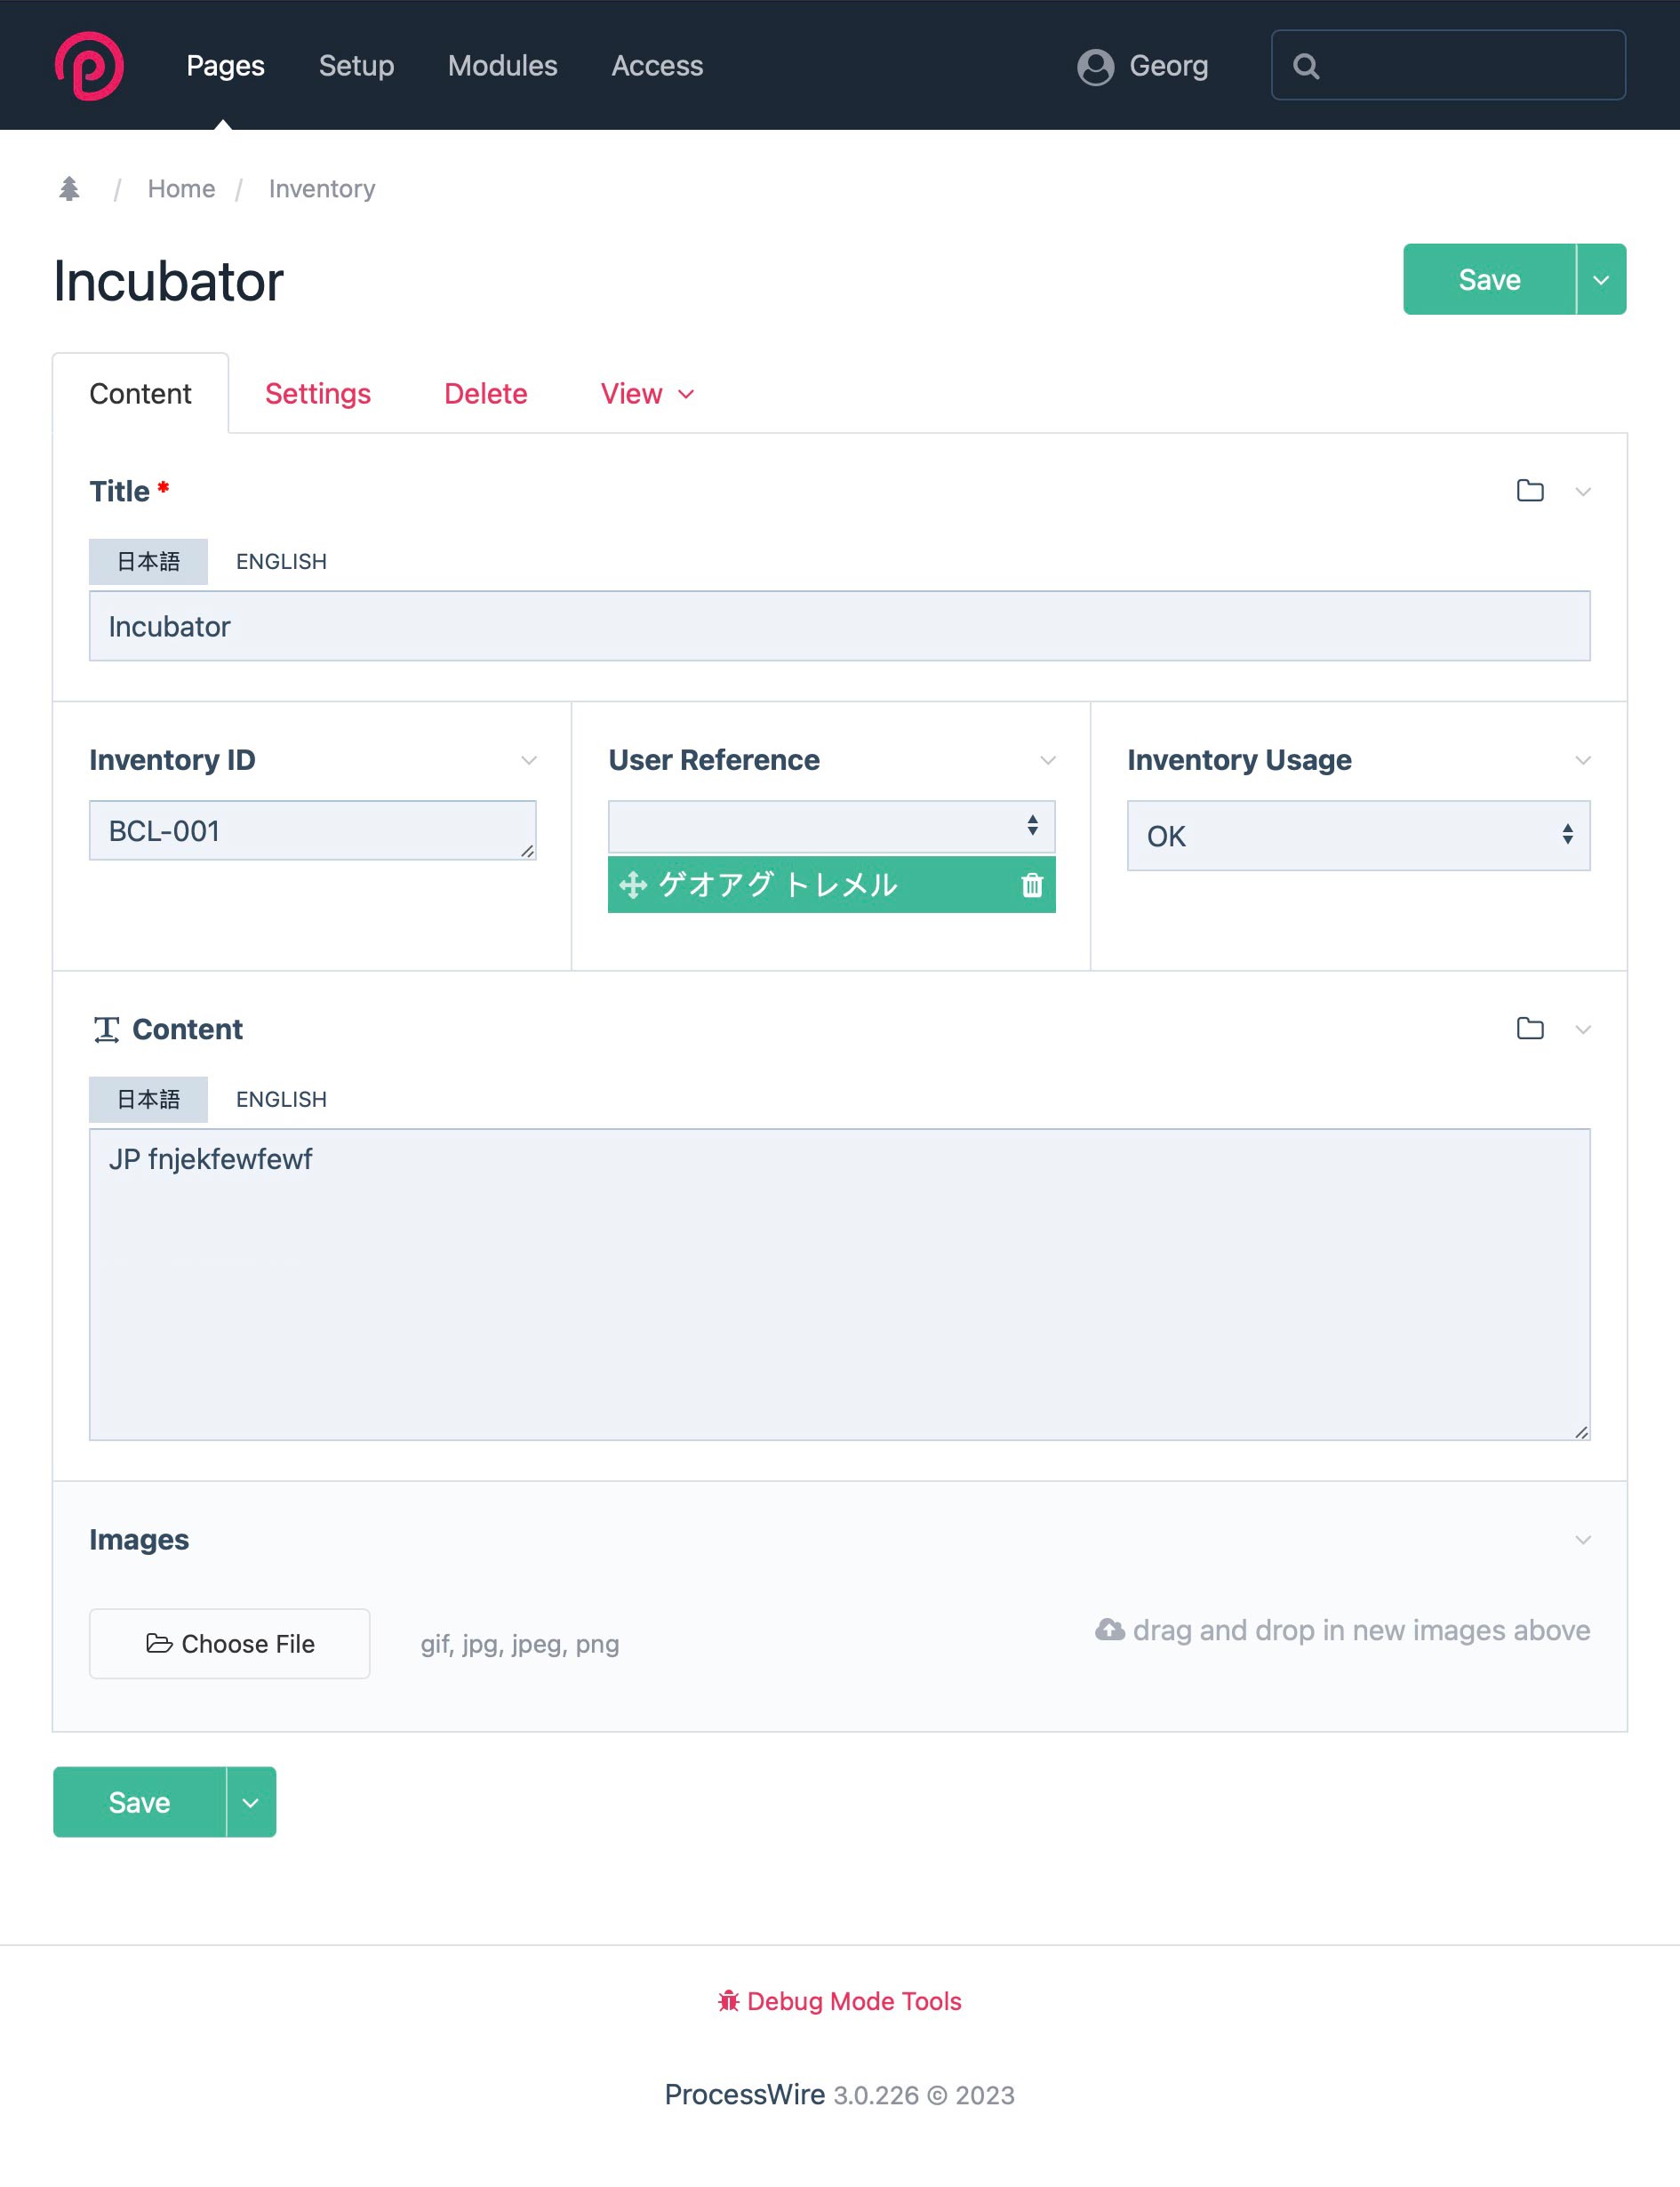 Pages Setup Modules Access Georg
/ Home / Inventory
Incubator
Save
Content Settings Delete View
Title *
日本語 ENGLISH
Incubator
Inventory ID User Reference Inventory Usage
BCL-001
OK
ゲオアグ トレメル
Content
日本語 ENGLISH
JP fnjekfewfewf
Images
Choose File gif, jpg, jpeg, png drag and drop in new images above
Save
Debug Mode Tools
ProcessWire 3.0.226 © 2023